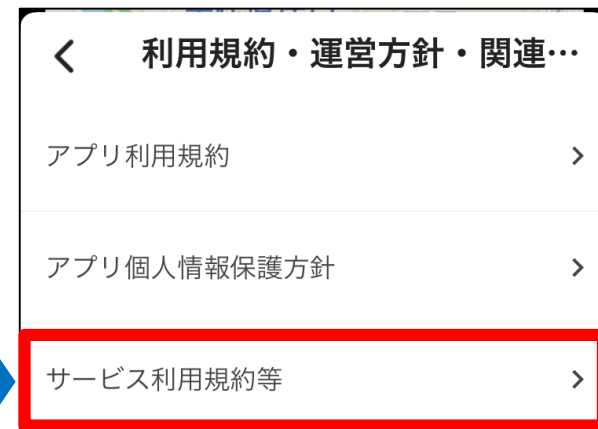 利用規約・運営方針・関連…
アプリ利用規約
アプリ個人情報保護方針
サービス利用規約等